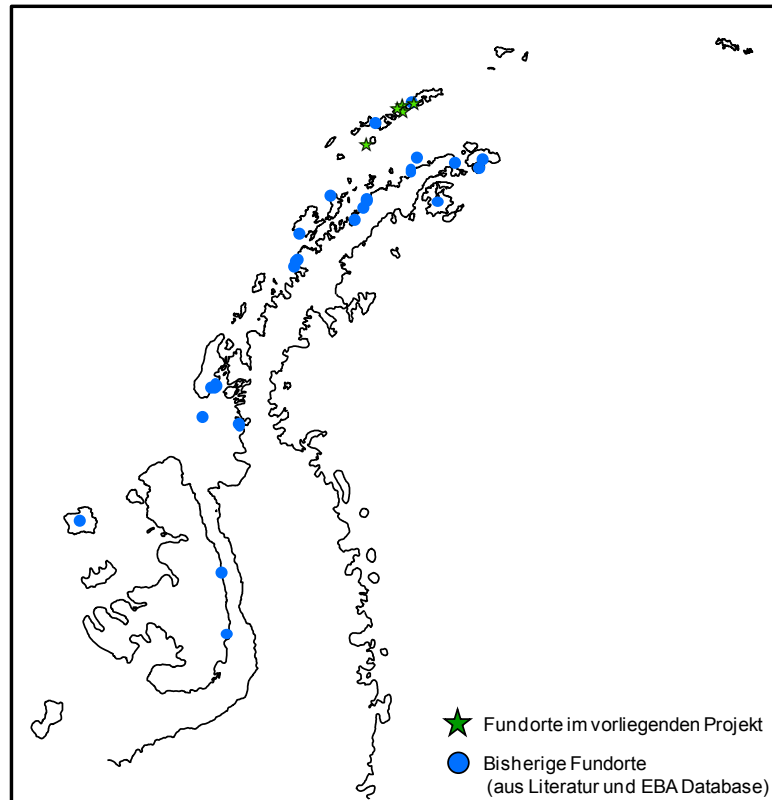 Fundorte im vorliegenden Projekt
Bisherige Fundorte
(aus Literatur und EBA Database)